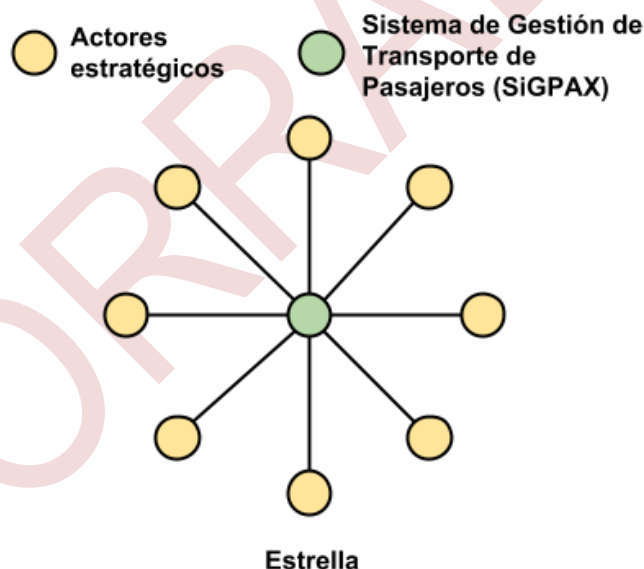 Actores
estratégicos
Sistema de Gestión de
Transporte de
Pasajeros (SiGPAX)
Estrella